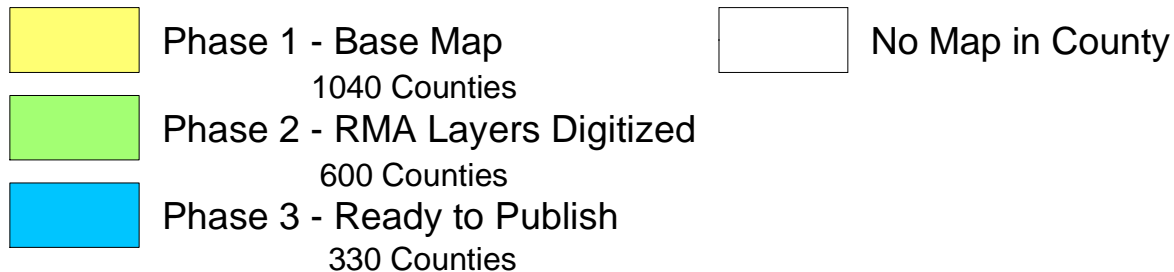 Phase 1 - Base Map
1040 Counties
Phase 2 - RMA Layers Digitized
600 Counties
Phase 3 - Ready to Publish
330 Counties
No Map in County